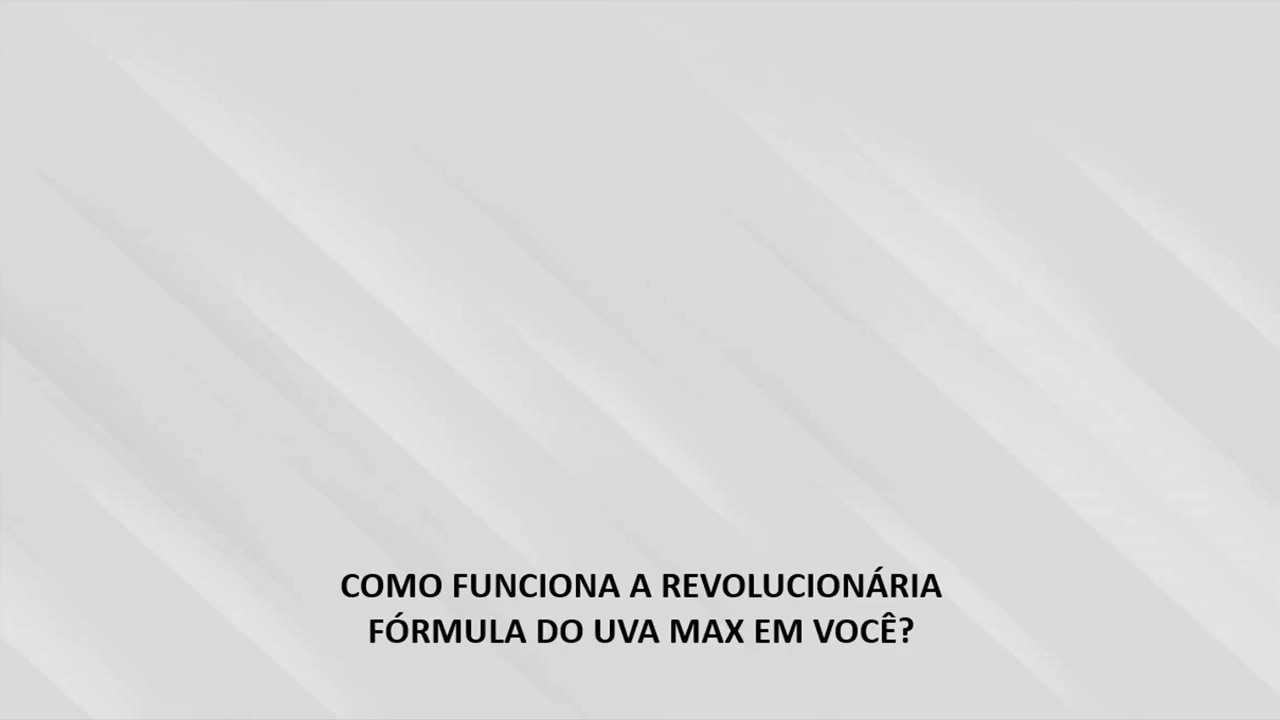 COMO FUNCIONA A REVOLUCIONÁRIA
FÓRMULA DO UVA MAX EM VOCÊ?